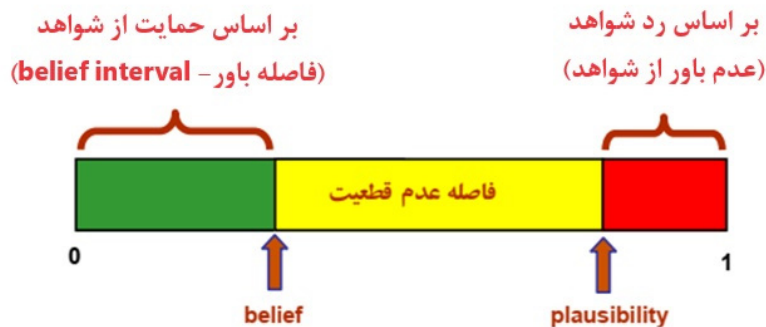 بر اساس حمایت از شواهد
(فاصله باور – belief interval)
بر اساس رد شواهد
(عدم باور از شواهد)
فاصله عدم قطعیت
0
1
belief
plausibility